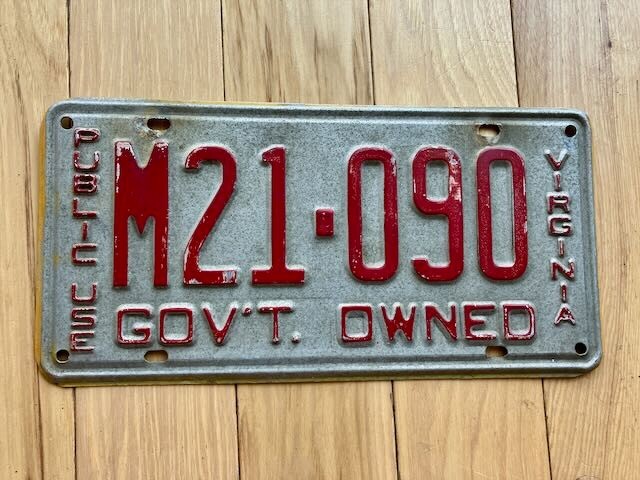 PUBLIC USE
M21·090
VIRGINIA
GOV'T. OWNED